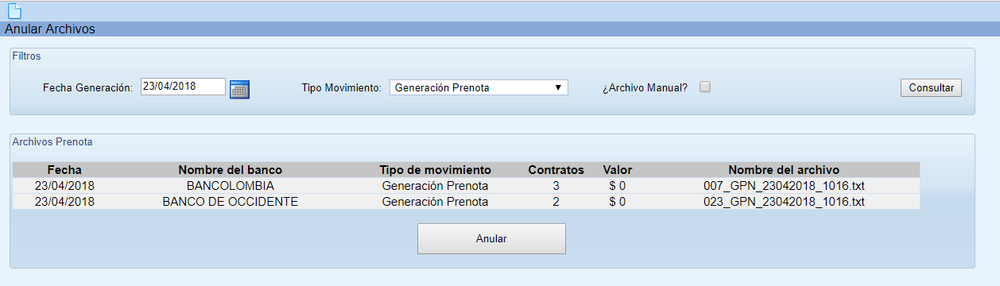 Anular Archivos
Filtros
Fecha Generación: 23/04/2018 Tipo Movimiento: Generación Prenota ¿Archivo Manual? Consultar
Archivos Prenota
Fecha Nombre del banco Tipo de movimiento Contratos Valor Nombre del archivo
23/04/2018 BANCOLOMBIA Generación Prenota 3 $ 0 007_GPN_23042018_1016.txt
23/04/2018 BANCO DE OCCIDENTE Generación Prenota 2 $ 0 023_GPN_23042018_1016.txt
Anular